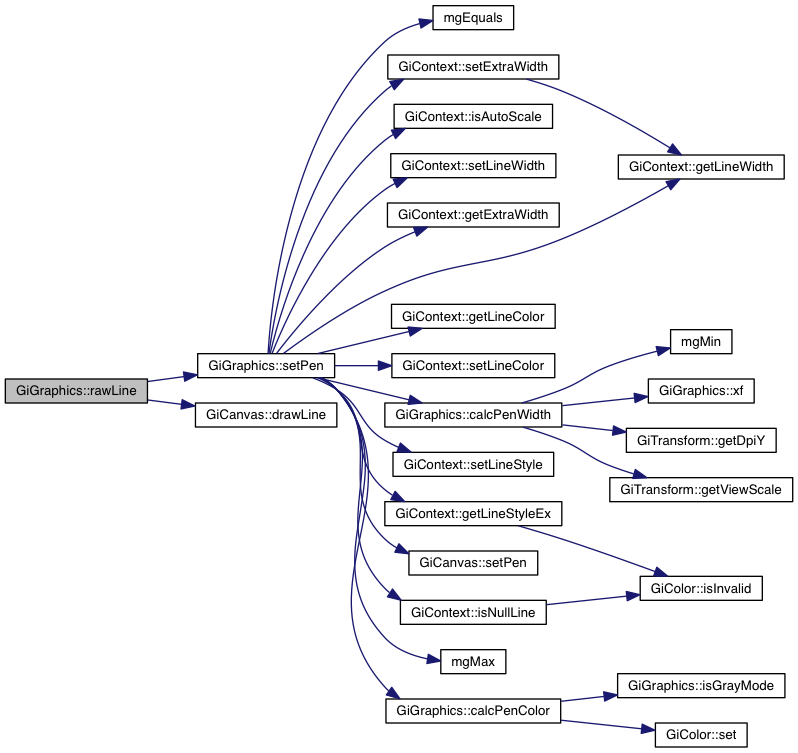 mgEquals
GiContext::setExtraWidth
GiContext::isAutoScale
GiContext::setLineWidth
GiContext::getLineWidth
GiContext::getExtraWidth
GiContext::getLineColor
mgMin
GiGraphics::setPen
GiContext::setLineColor
GiGraphics::rawLine
GiGraphics::xf
GiCanvas::drawLine
GiGraphics::calcPenWidth
GiTransform::getDpiY
GiContext::setLineStyle
GiTransform::getViewScale
GiContext::getLineStyleEx
GiCanvas::setPen
GiColor::isInvalid
GiContext::isNullLine
mgMax
GiGraphics::isGrayMode
GiGraphics::calcPenColor
GiColor::set